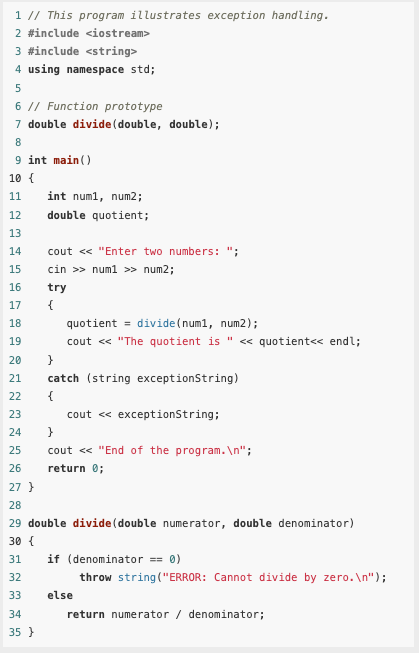 1 // This program illustrates exception handling.
2 #include <iostream>
3 #include <string>
4 using namespace std;
5
6 // Function prototype
7 double divide(double, double);
8
9 int main()
10 {
11    int num1, num2;
12    double quotient;
13
14    cout << "Enter two numbers: ";
15    cin >> num1 >> num2;
16    try
17    {
18       quotient = divide(num1, num2);
19       cout << "The quotient is " << quotient<< endl;
20    }
21    catch (string exceptionString)
22    {
23       cout << exceptionString;
24    }
25    cout << "End of the program.\n";
26    return 0;
27 }
28
29 double divide(double numerator, double denominator)
30 {
31    if (denominator == 0)
32         throw string("ERROR: Cannot divide by zero.\n");
33    else
34       return numerator / denominator;
35 }